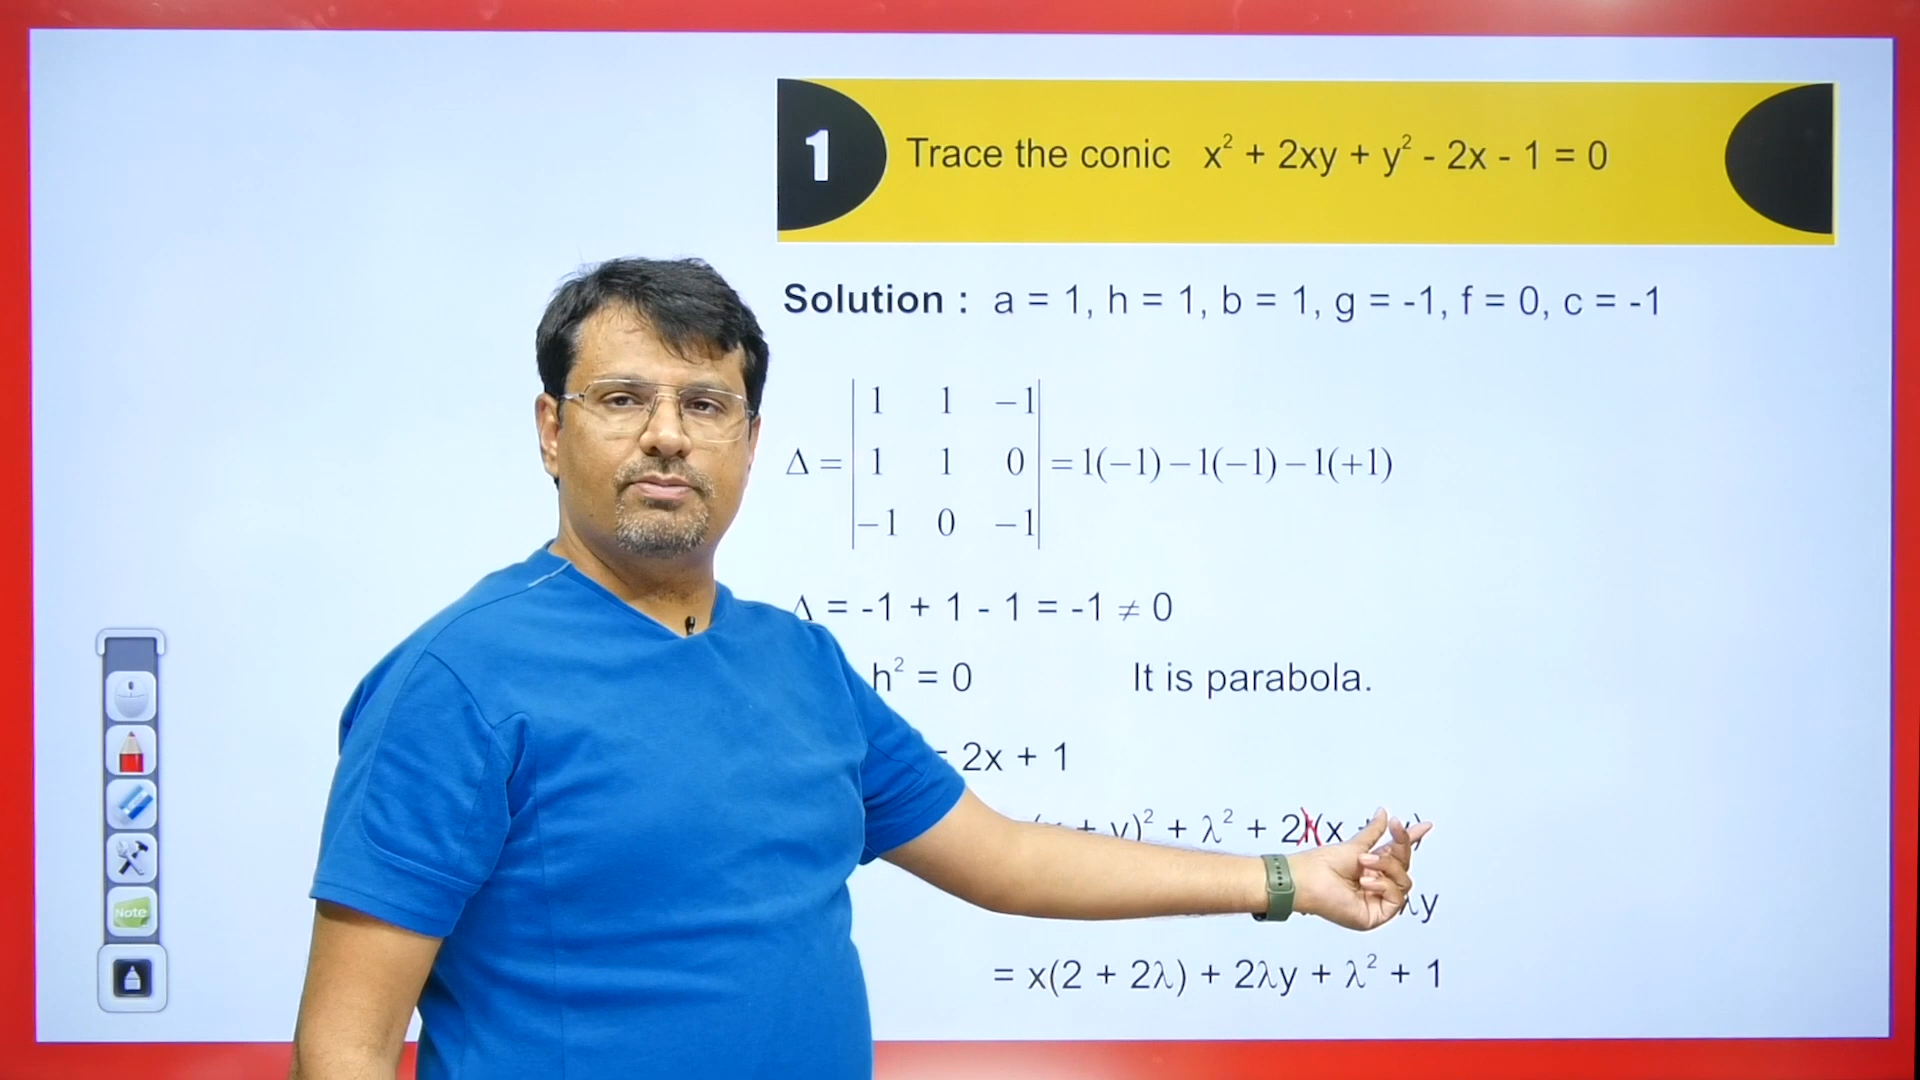 1
Trace the conic x² + 2xy + y² - 2x - 1 = 0
Solution : a = 1, h = 1, b = 1, g = -1, f = 0, c = -1
Δ = | 1 1 −1 |
| 1 1 0 | = 1(−1) − 1(−1) − 1(+1)
| −1 0 −1 |
Δ = -1 + 1 - 1 = -1 ≠ 0
h² = 0 It is parabola.
= 2x + 1
+ y)² + λ² + 2λ(x + y)
λy
= x(2 + 2λ) + 2λy + λ² + 1
Note